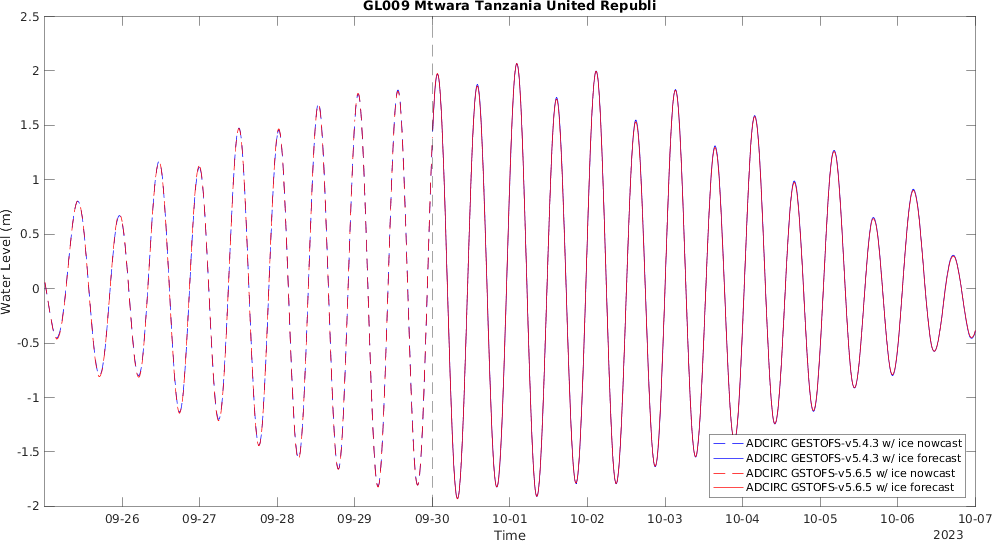 GL009 Mtwara Tanzania United Republi
2.5
2
1.5
1
0.5
0
-0.5
-1
-1.5
-2
Water Level (m)
09-26 09-27 09-28 09-29 09-30 10-01 10-02 10-03 10-04 10-05 10-06 10-07
Time
2023
ADCIRC GESTOFS-v5.4.3 w/ ice nowcast
ADCIRC GESTOFS-v5.4.3 w/ ice forecast
ADCIRC GSTOFS-v5.6.5 w/ ice nowcast
ADCIRC GSTOFS-v5.6.5 w/ ice forecast